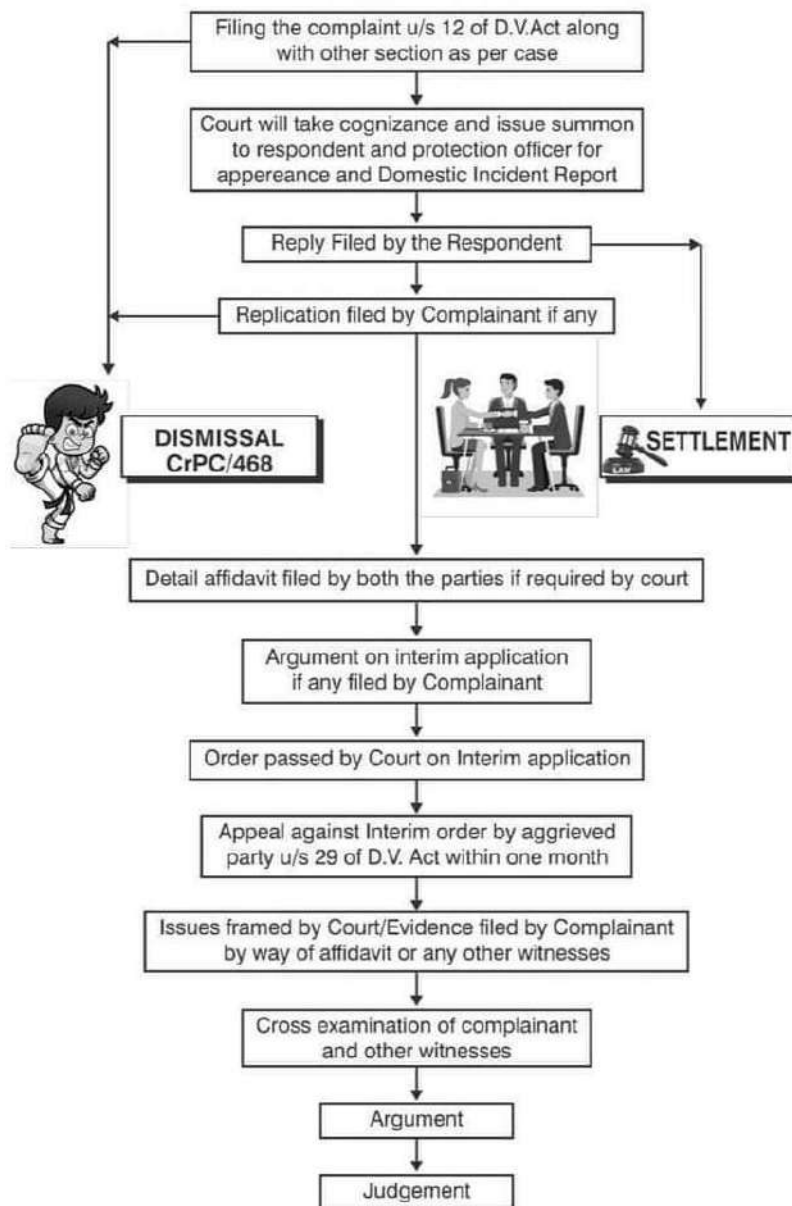 Filing the complaint u/s 12 of D.V.Act along
with other section as per case
Court will take cognizance and issue summon
to respondent and protection officer for
appereance and Domestic Incident Report
Reply Filed by the Respondent
Replication filed by Complainant if any
DISMISSAL
CrPC/468
LAW
SETTLEMENT
Detail affidavit filed by both the parties if required by court
Argument on interim application
if any filed by Complainant
Order passed by Court on Interim application
Appeal against Interim order by aggrieved
party u/s 29 of D.V. Act within one month
Issues framed by Court/Evidence filed by Complainant
by way of affidavit or any other witnesses
Cross examination of complainant
and other witnesses
Argument
Judgement